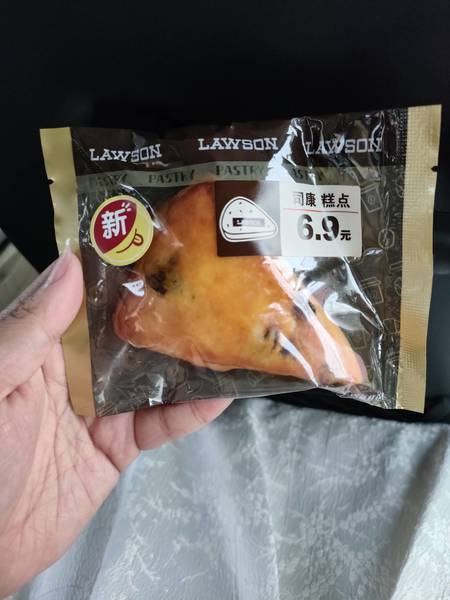 LAWSON LAWSON LAWSON
PASTRY PASTRY
新
司康 糕点
6.9元